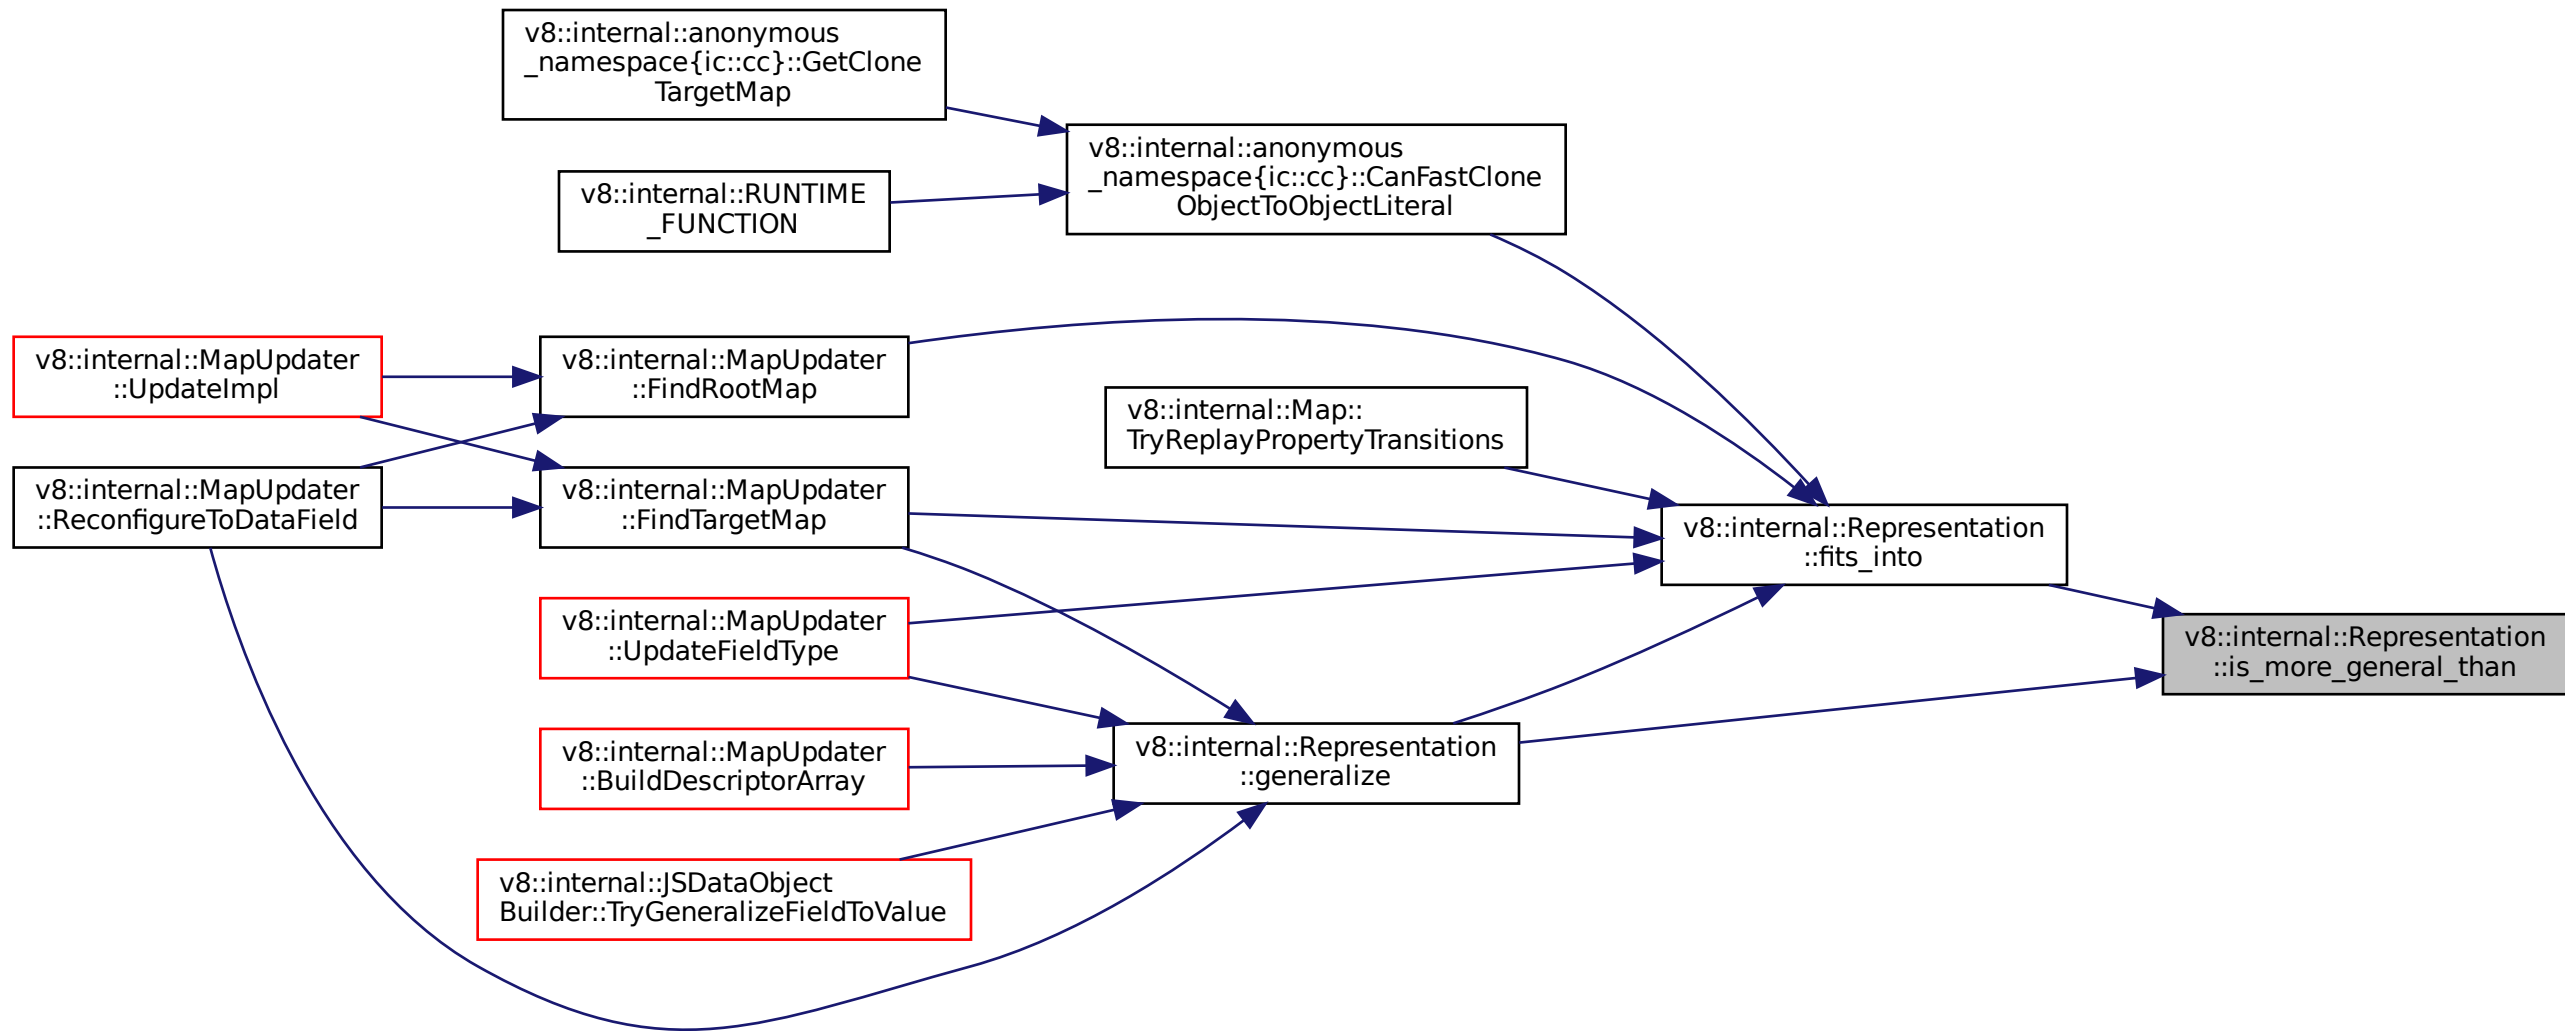 v8::internal::anonymous
_namespace{ic::cc}::GetClone
TargetMap
v8::internal::anonymous
_namespace{ic::cc}::CanFastClone
ObjectToObjectLiteral
v8::internal::RUNTIME
_FUNCTION
v8::internal::MapUpdater
::UpdateImpl
v8::internal::MapUpdater
::FindRootMap
v8::internal::Map::
TryReplayPropertyTransitions
v8::internal::MapUpdater
::ReconfigureToDataField
v8::internal::MapUpdater
::FindTargetMap
v8::internal::Representation
::fits_into
v8::internal::MapUpdater
::UpdateFieldType
v8::internal::Representation
::is_more_general_than
v8::internal::MapUpdater
::BuildDescriptorArray
v8::internal::Representation
::generalize
v8::internal::JSDataObject
Builder::TryGeneralizeFieldToValue